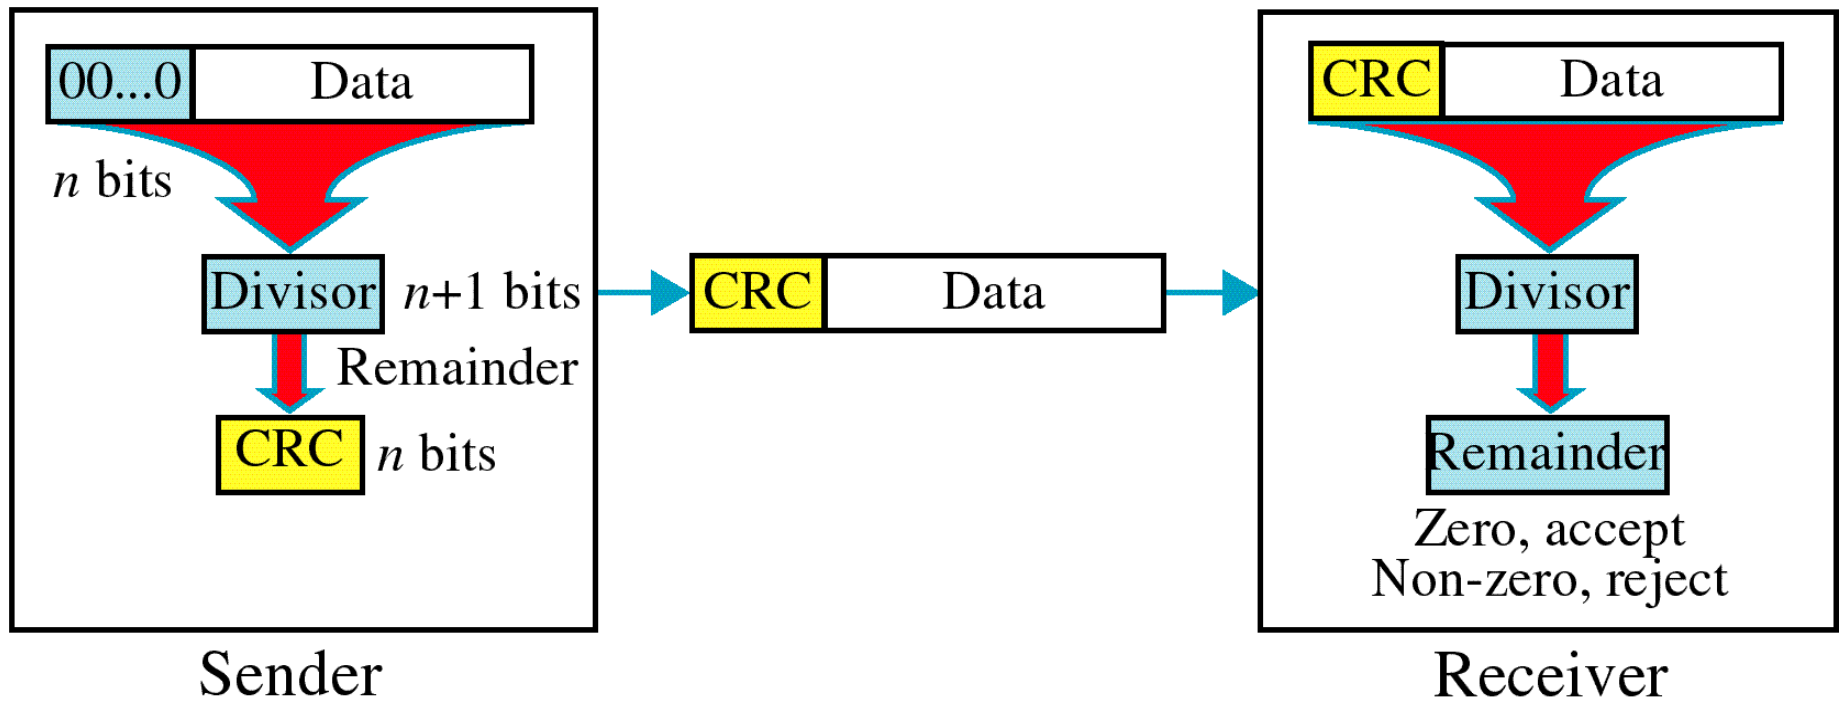 00...0 Data
n bits
Divisor n+1 bits
Remainder
CRC n bits
Sender
CRC Data
CRC Data
Divisor
Remainder
Zero, accept
Non-zero, reject
Receiver